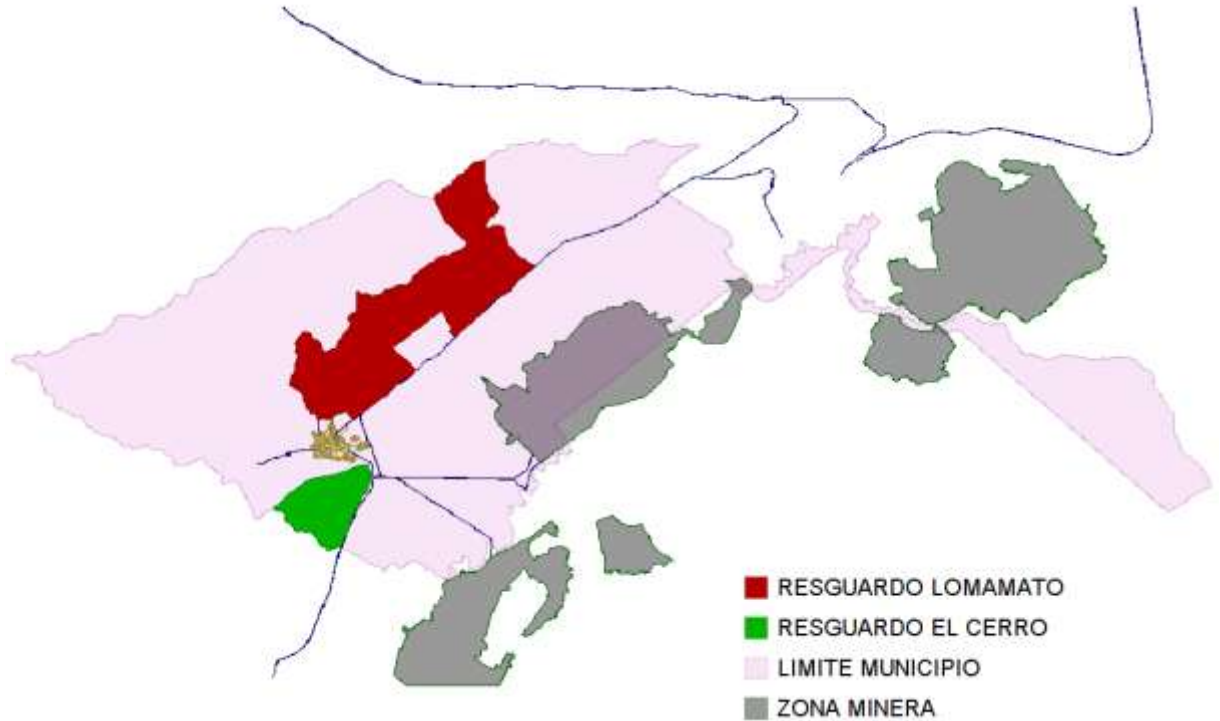 RESGUARDO LOMAMATO
RESGUARDO EL CERRO
LIMITE MUNICIPIO
ZONA MINERA